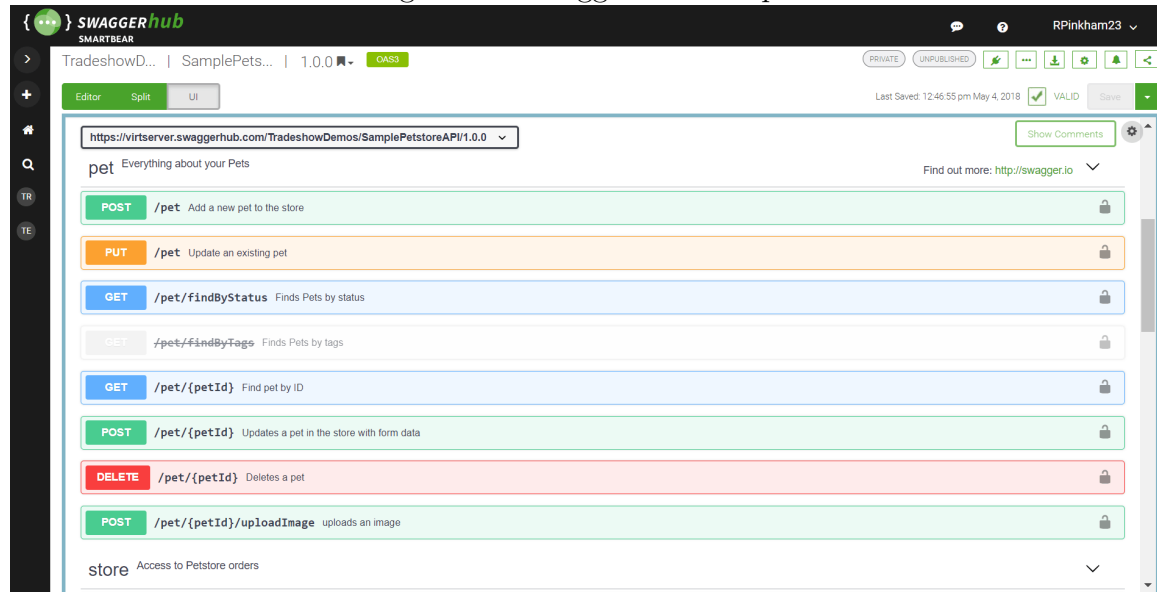 { } SWAGGERhub
SMARTBEAR
RPinkham23
TradeshowD... | SamplePets... | 1.0.0 OAS3
PRIVATE UNPUBLISHED
Editor Split UI
Last Saved: 12:46:55 pm May 4, 2018 VALID Save
https://virtserver.swaggerhub.com/TradeshowDemos/SamplePetstoreAPI/1.0.0
Show Comments
pet Everything about your Pets
Find out more: http://swagger.io
TR
TE
POST /pet Add a new pet to the store
PUT /pet Update an existing pet
GET /pet/findByStatus Finds Pets by status
GET /pet/findByTags Finds Pets by tags
GET /pet/{petId} Find pet by ID
POST /pet/{petId} Updates a pet in the store with form data
DELETE /pet/{petId} Deletes a pet
POST /pet/{petId}/uploadImage uploads an image
store Access to Petstore orders